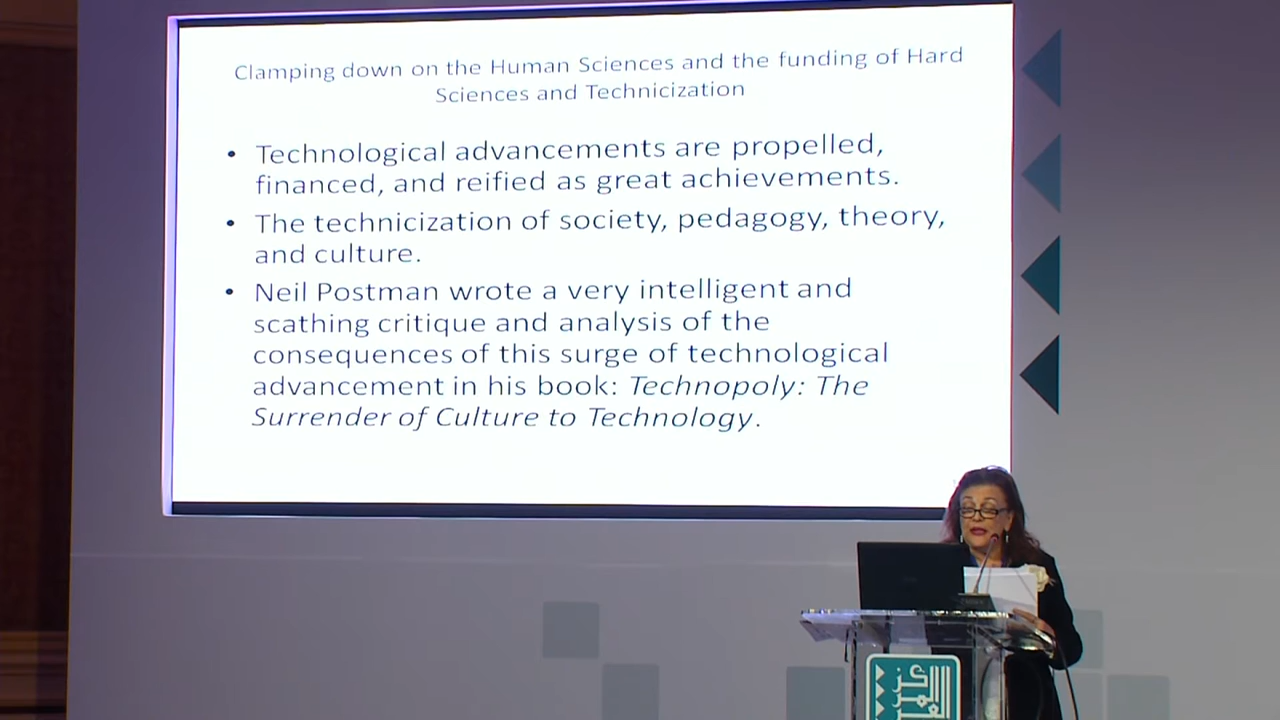 Clamping down on the Human Sciences and the funding of Hard
Sciences and Technicization
• Technological advancements are propelled,
financed, and reified as great achievements.
• The technicization of society, pedagogy, theory,
and culture.
• Neil Postman wrote a very intelligent and
scathing critique and analysis of the
consequences of this surge of technological
advancement in his book: Technopoly: The
Surrender of Culture to Technology.